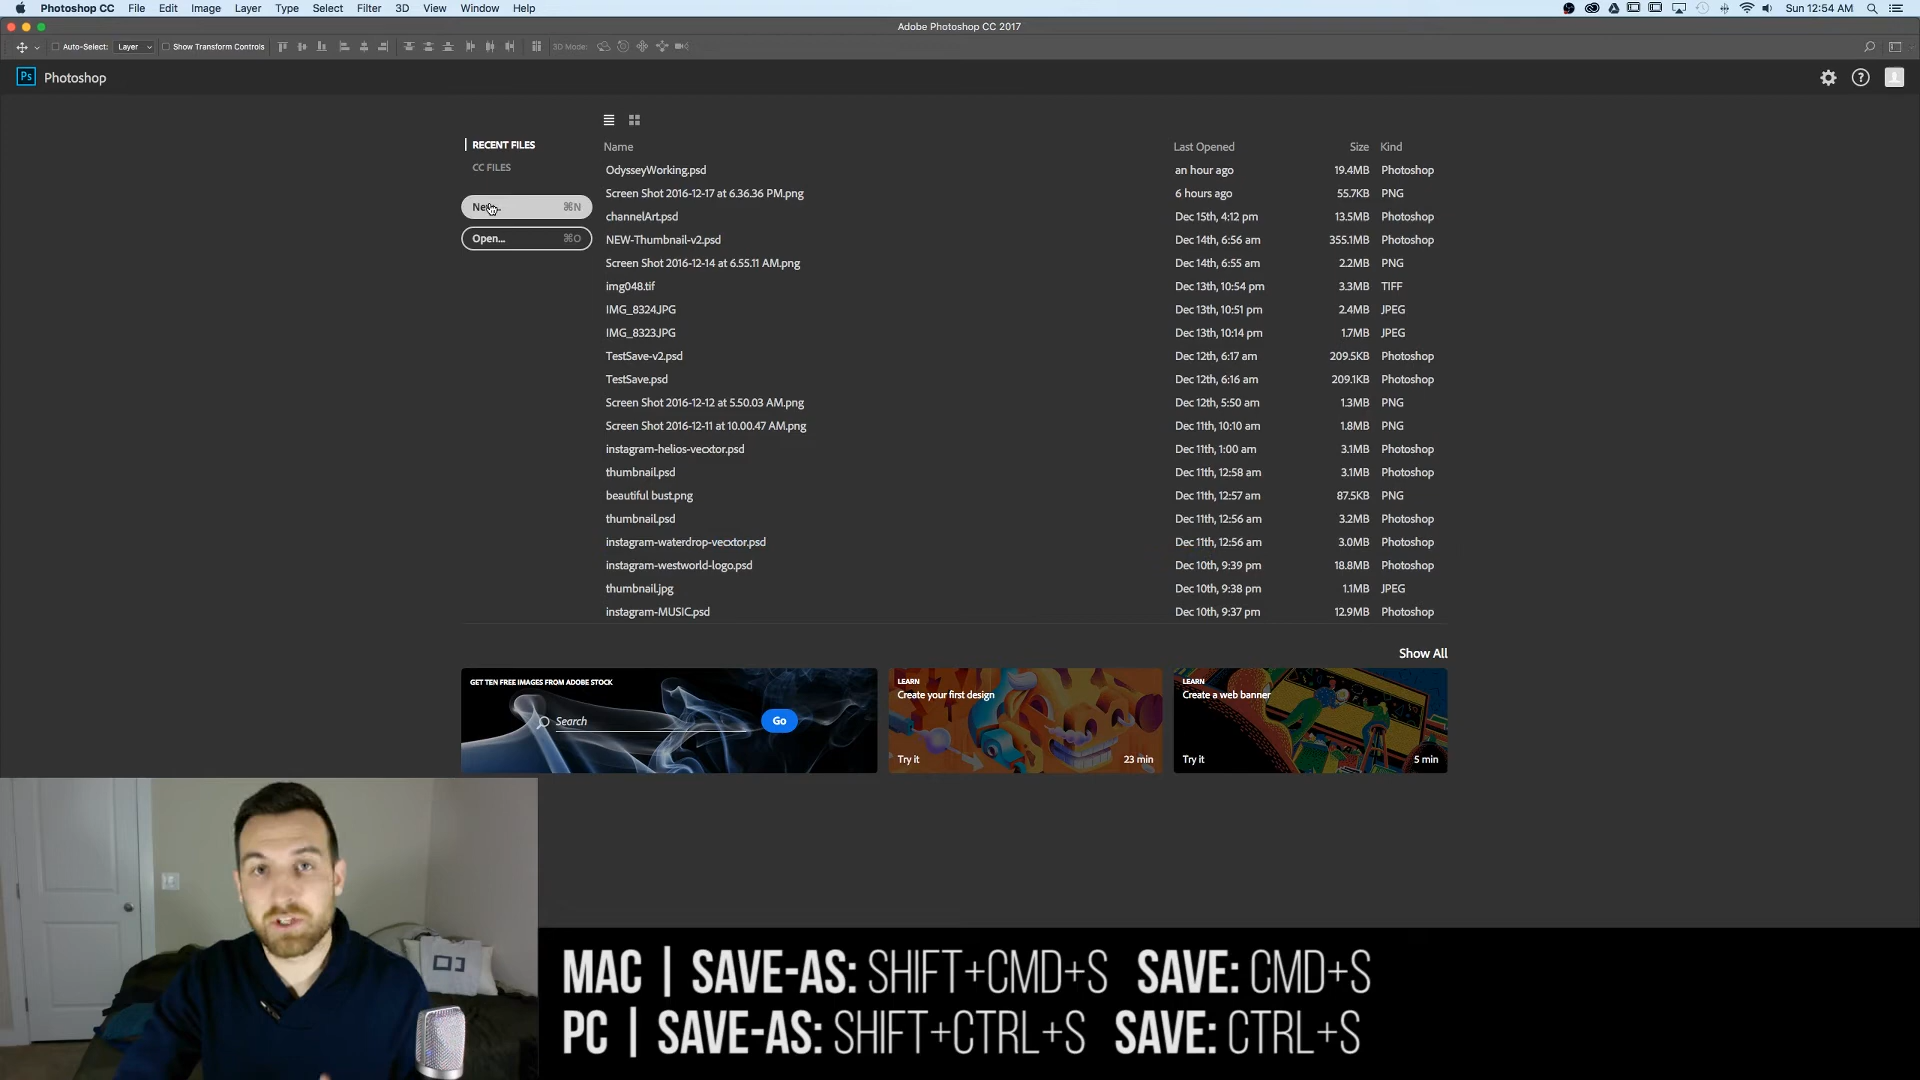 Photoshop CC File Edit Image Layer Type Select Filter 3D View Window Help Sun 12:54 AM
Adobe Photoshop CC 2017
Auto-Select: Layer Show Transform Controls 3D Mode:
Ps Photoshop
RECENT FILES
CC FILES
New... ⌘N
Open... ⌘O
Name Last Opened Size Kind
OdysseyWorking.psd an hour ago 19.4MB Photoshop
Screen Shot 2016-12-17 at 6.36.36 PM.png 6 hours ago 55.7KB PNG
channelArt.psd Dec 15th, 4:12 pm 13.5MB Photoshop
NEW-Thumbnail-v2.psd Dec 14th, 6:56 am 355.1MB Photoshop
Screen Shot 2016-12-14 at 6.55.11 AM.png Dec 14th, 6:55 am 2.2MB PNG
img048.tif Dec 13th, 10:54 pm 3.3MB TIFF
IMG_8324.JPG Dec 13th, 10:51 pm 2.4MB JPEG
IMG_8323.JPG Dec 13th, 10:14 pm 1.7MB JPEG
TestSave-v2.psd Dec 12th, 6:17 am 209.5KB Photoshop
TestSave.psd Dec 12th, 6:16 am 209.1KB Photoshop
Screen Shot 2016-12-12 at 5.50.03 AM.png Dec 12th, 5:50 am 1.3MB PNG
Screen Shot 2016-12-11 at 10.00.47 AM.png Dec 11th, 10:10 am 1.8MB PNG
instagram-helios-vecxtor.psd Dec 11th, 1:00 am 3.1MB Photoshop
thumbnail.psd Dec 11th, 12:58 am 3.1MB Photoshop
beautiful bust.png Dec 11th, 12:57 am 87.5KB PNG
thumbnail.psd Dec 11th, 12:56 am 3.2MB Photoshop
instagram-waterdrop-vecxtor.psd Dec 11th, 12:56 am 3.0MB Photoshop
instagram-westworld-logo.psd Dec 10th, 9:39 pm 18.8MB Photoshop
thumbnail.jpg Dec 10th, 9:38 pm 1.1MB JPEG
instagram-MUSIC.psd Dec 10th, 9:37 pm 12.9MB Photoshop
Show All
GET TEN FREE IMAGES FROM ADOBE STOCK
Search Go
LEARN
Create your first design
Try it 23 min
LEARN
Create a web banner
Try it 5 min
MAC | SAVE-AS: SHIFT+CMD+S SAVE: CMD+S
PC | SAVE-AS: SHIFT+CTRL+S SAVE: CTRL+S